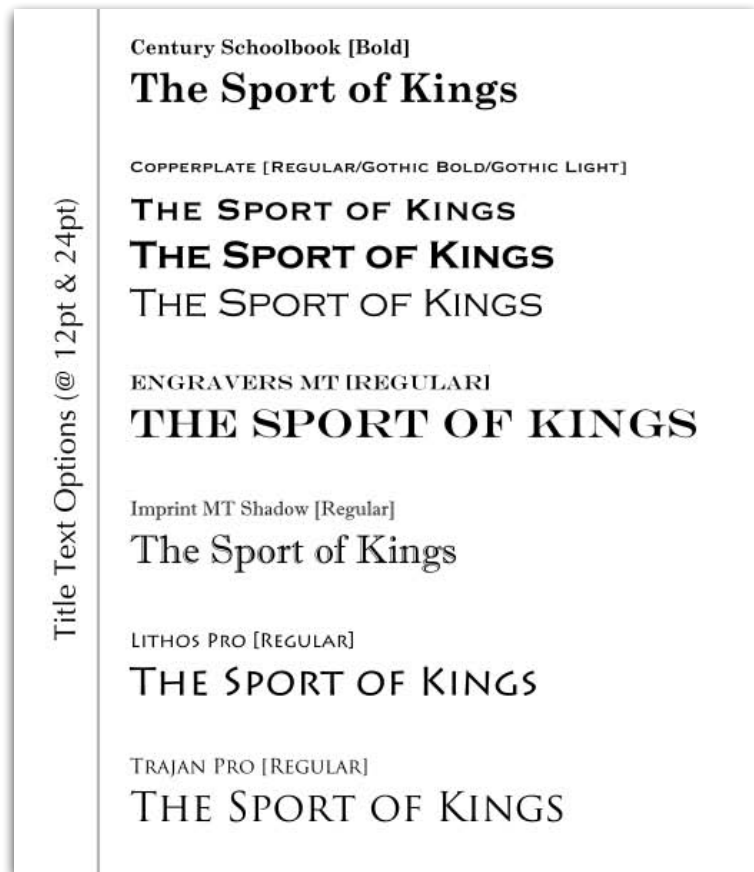 Title Text Options (@ 12pt & 24pt)
Century Schoolbook [Bold]
The Sport of Kings
Copperplate [Regular/Gothic Bold/Gothic Light]
The Sport of Kings
The Sport of Kings
The Sport of Kings
ENGRAVERS MT [REGULAR]
THE SPORT OF KINGS
Imprint MT Shadow [Regular]
The Sport of Kings
Lithos Pro [Regular]
The Sport of Kings
Trajan Pro [Regular]
The Sport of Kings